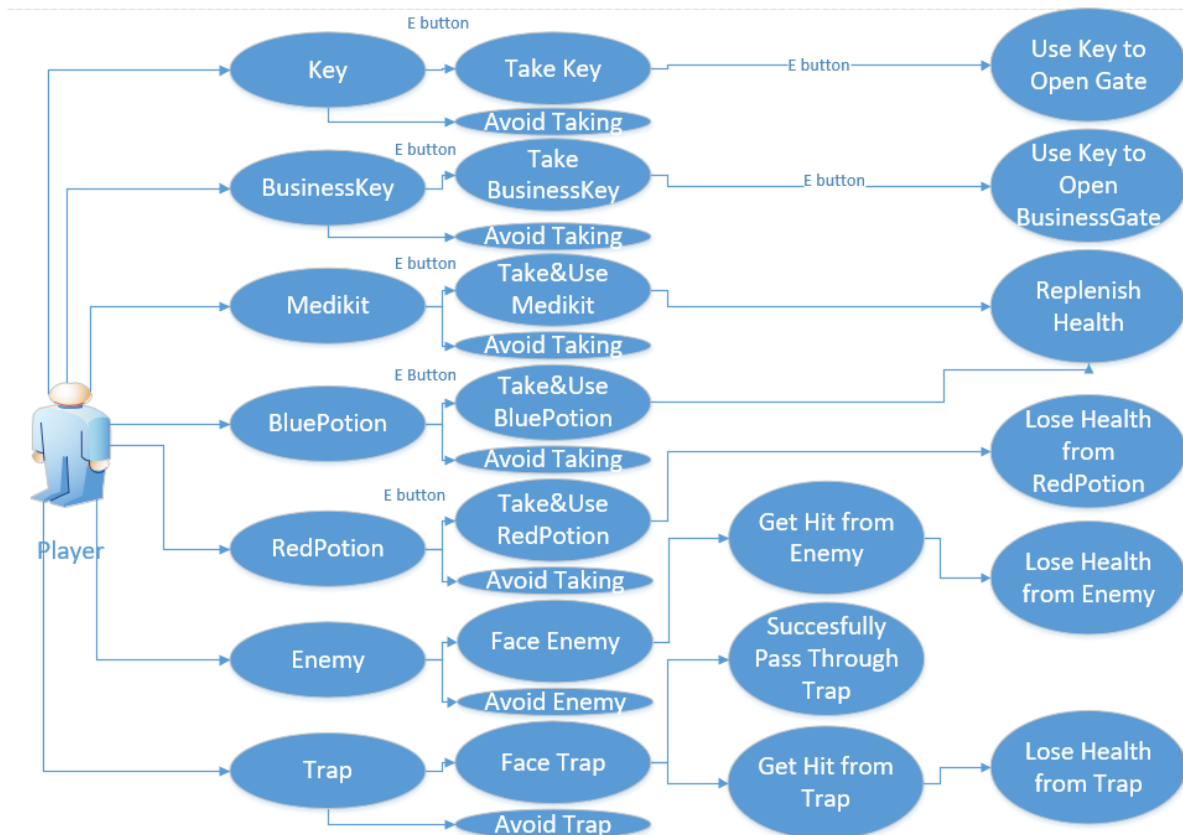 E button
Key
Take Key
E button
Use Key to
Open Gate
Avoid Taking
E button
BusinessKey
Take
BusinessKey
E button
Use Key to
Open
BusinessGate
Avoid Taking
E button
Medikit
Take&Use
Medikit
Replenish
Health
Avoid Taking
E Button
BluePotion
Take&Use
BluePotion
Avoid Taking
Lose Health
from
RedPotion
E button
RedPotion
Take&Use
RedPotion
Avoid Taking
Player
Get Hit from
Enemy
Lose Health
from Enemy
Enemy
Face Enemy
Avoid Enemy
Succesfully
Pass Through
Trap
Trap
Face Trap
Get Hit from
Trap
Lose Health
from Trap
Avoid Trap